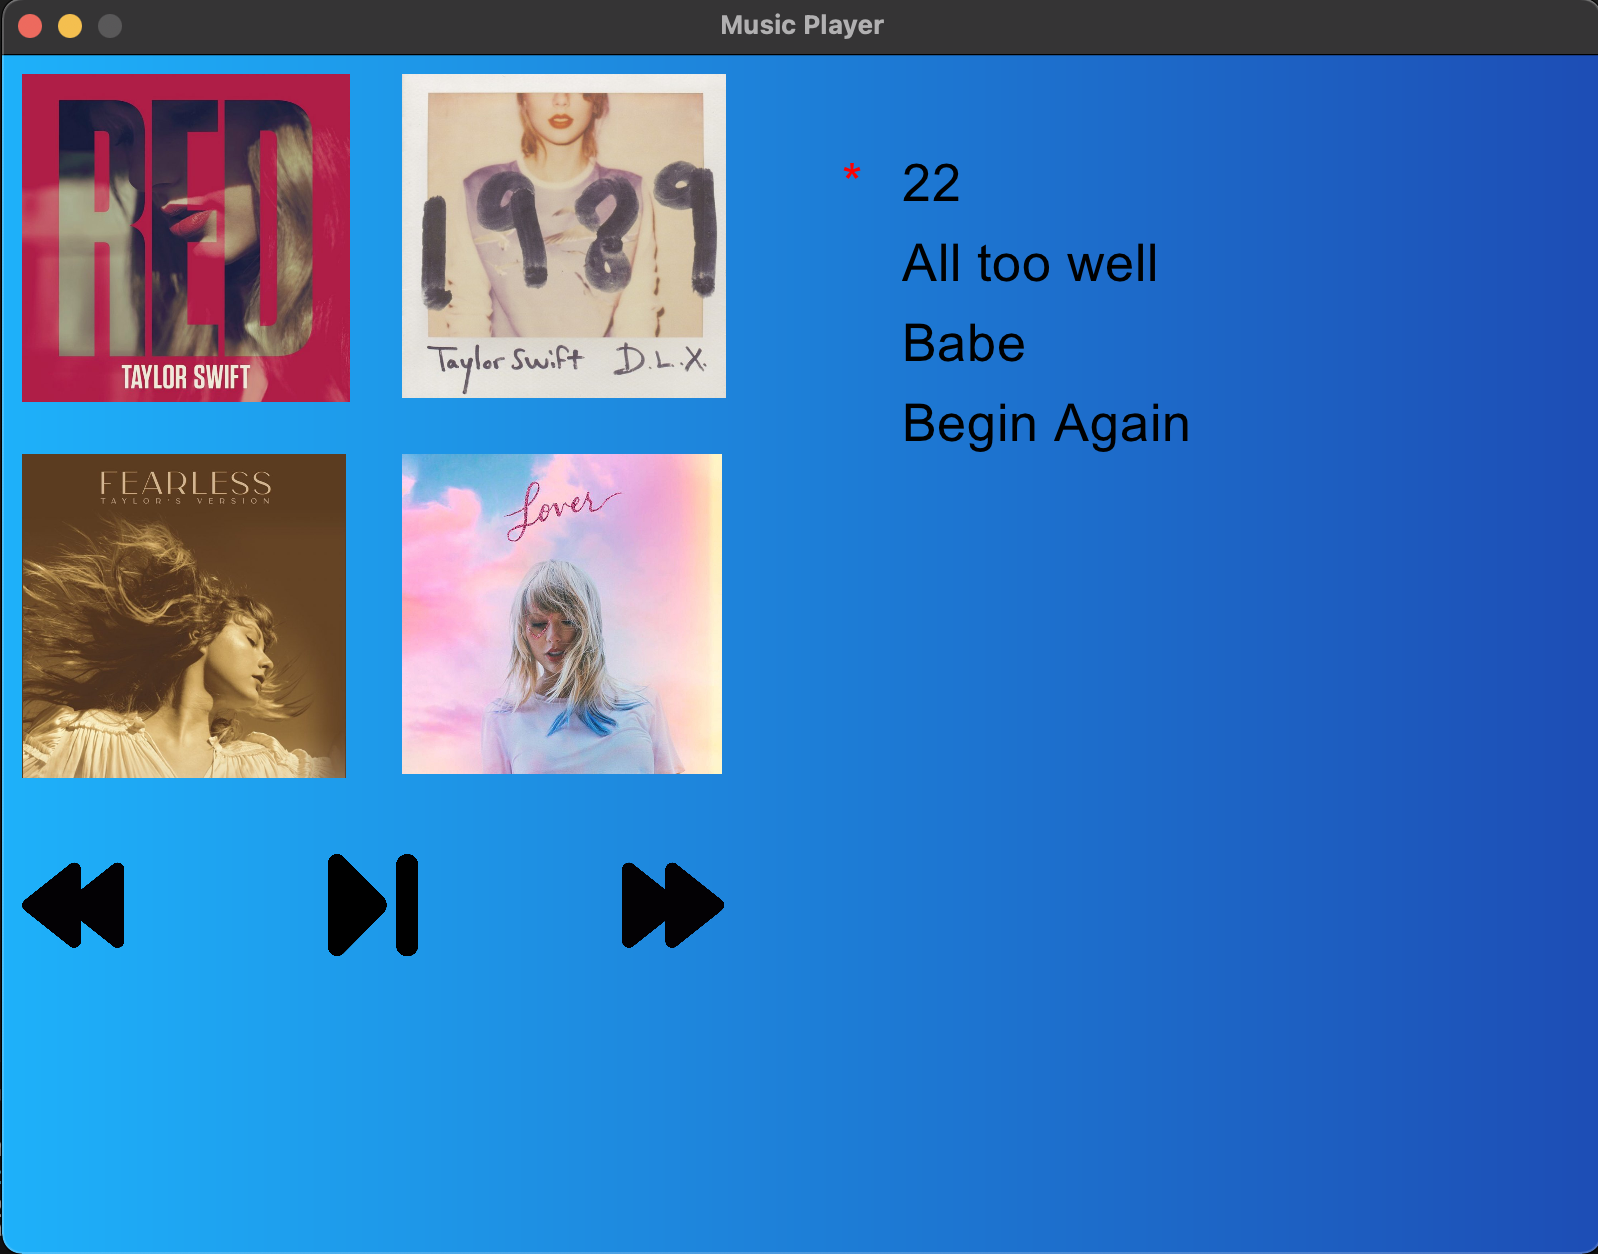 Music Player
RED
TAYLOR SWIFT
1989
Taylor Swift D.L.X.
FEARLESS
TAYLOR'S VERSION
Lover
* 22
All too well
Babe
Begin Again